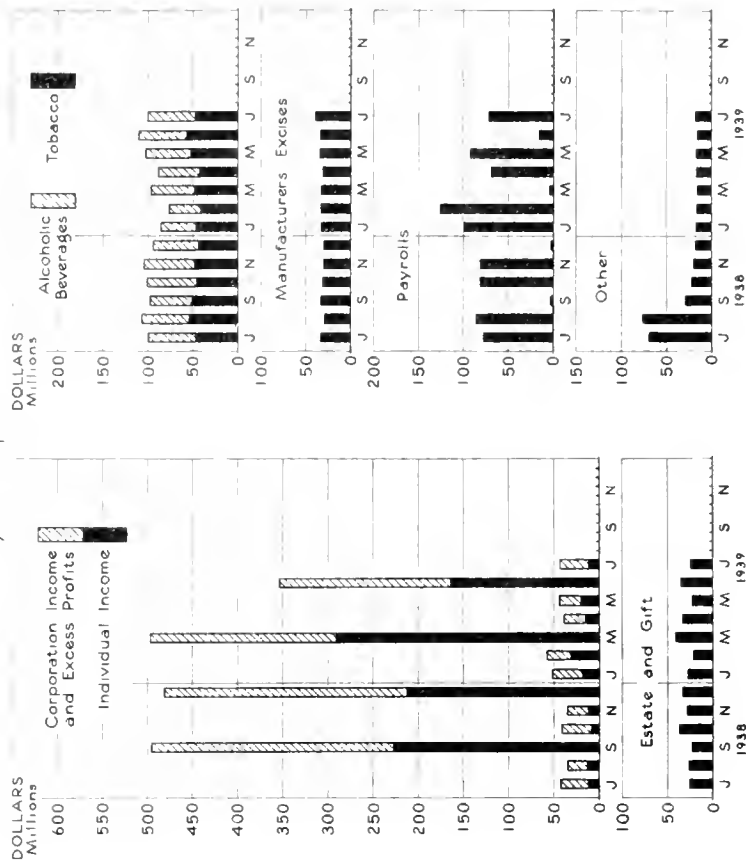 DOLLARS
Millions
600
Corporation Income
and Excess Profits
Individual Income
550
500
450
400
350
300
250
200
150
100
50
0
J S N J M M J S N
100
Estate and Gift
50
0
J S N J M M J S N
1938 1939
DOLLARS
Millions
200
Alcoholic
Beverages
Tobacco
150
100
50
0
J S N J M M J S N
100
Manufacturers Excises
50
0
200
Payrolls
150
100
50
0
J S N J M M J S N
150
Other
100
50
0
J S N J M M J S N
1938 1939